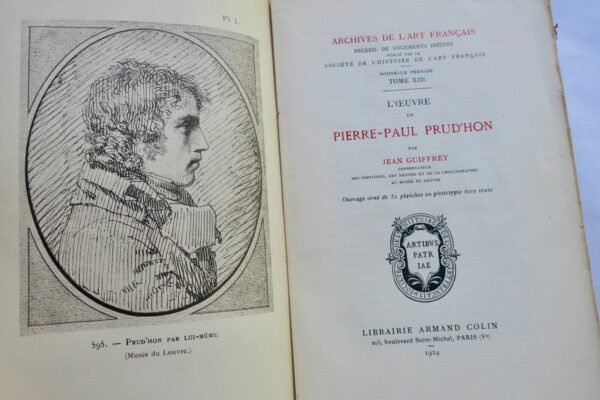 Pl 1.
595. — PRUD'HON PAR LUI-MÊME.
(Musée du Louvre.)
ARCHIVES DE L'ART FRANÇAIS
RECUEIL DE DOCUMENTS INÉDITS
PUBLIÉ PAR LA
SOCIÉTÉ DE L'HISTOIRE DE L'ART FRANÇAIS
NOUVELLE PÉRIODE
TOME XIII
L'ŒUVRE
DE
PIERRE-PAUL PRUD'HON
PAR
JEAN GUIFFREY
CONSERVATEUR
DES PEINTURES, DES DESSINS ET DE LA CHALCOGRAPHIE
AU MUSÉE DU LOUVRE
Ouvrage orné de 32 planches en phototypie hors texte
ARTIBVS
PATR
IAE
LIBRAIRIE ARMAND COLIN
103, boulevard Saint-Michel, PARIS (Vᵉ)
1924